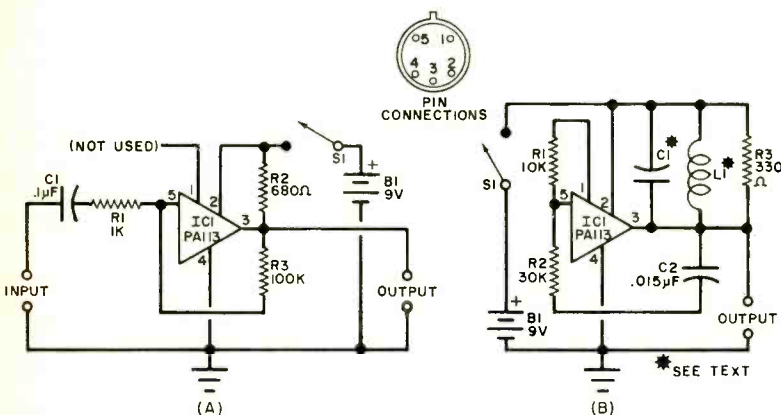 5 1
4 2
3
PIN
CONNECTIONS
(NOT USED)
C1
.1µF
R1
1K
5
1
2
3
4
IC1
PA113
R2
680Ω
R3
100K
S1
+
B1
9V
INPUT
OUTPUT
(A)
S1
R1
10K
5
1
2
3
4
IC1
PA113
R2
30K
C1*
L1*
R3
330
Ω
C2
.015µF
+
B1
9V
OUTPUT
*SEE TEXT
(B)